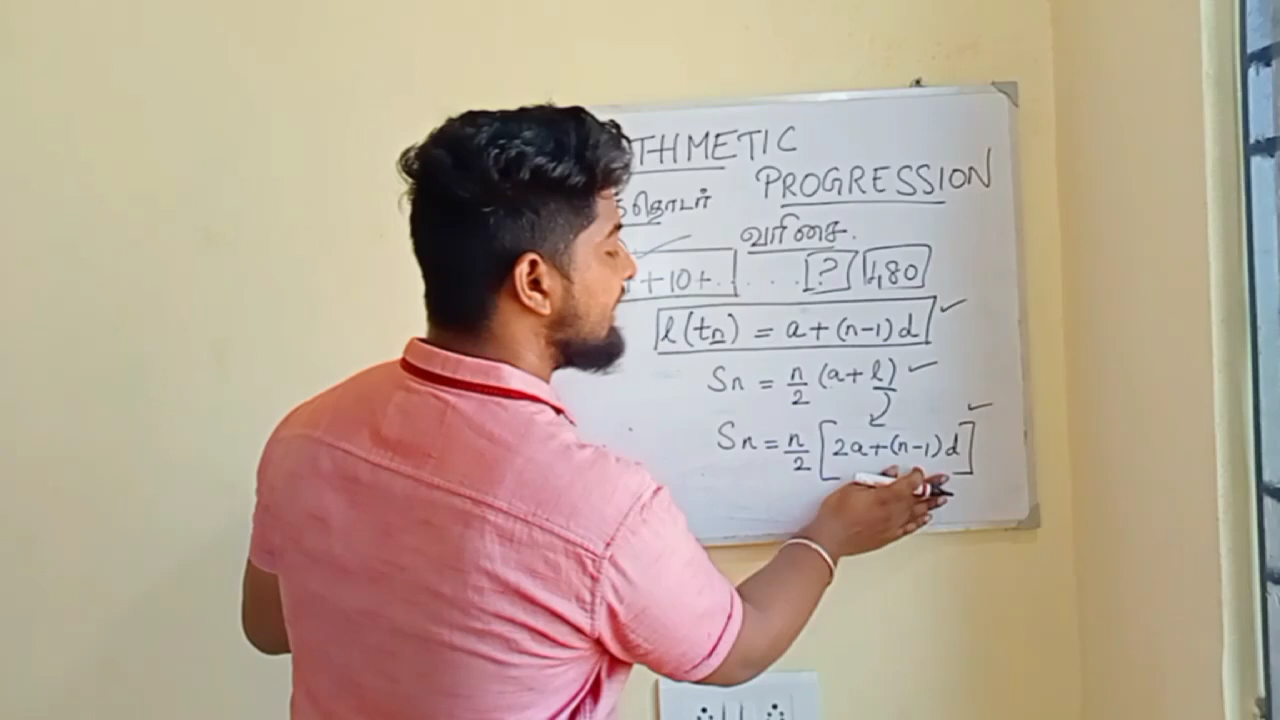 THMETIC
PROGRESSION
த்தொடர்
வரிசை.
+10+. . . . [?] 480
l(tn) = a+(n-1)d
Sn = n/2 (a+l)
Sn = n/2 [2a+(n-1)d]